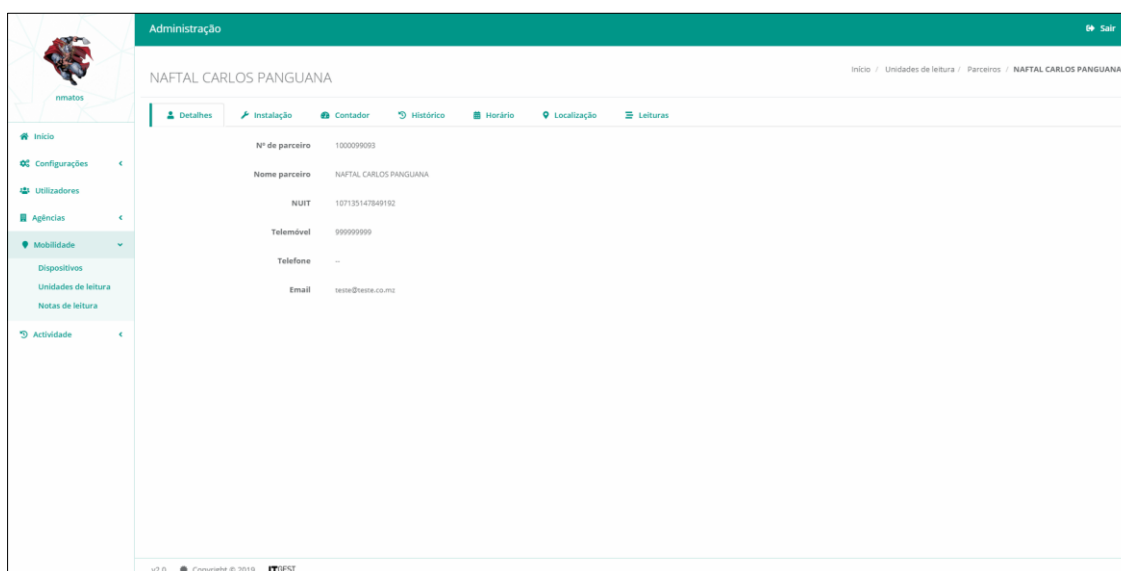 Administração
Sair
nmatos
NAFTAL CARLOS PANGUANA
Início / Unidades de leitura / Parceiros / NAFTAL CARLOS PANGUANA
Detalhes Instalação Contador Histórico Horário Localização Leituras
Início
Configurações
Utilizadores
Agências
Mobilidade
Dispositivos
Unidades de leitura
Notas de leitura
Actividade
Nº de parceiro 1000099093
Nome parceiro NAFTAL CARLOS PANGUANA
NUIT 107135147849192
Telemóvel 999999999
Telefone --
Email teste@teste.co.mz
v2.0 Copyright © 2019 ITGEST